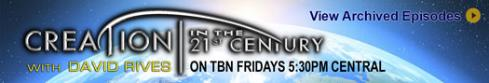 View Archived Episodes
CREATION IN THE
21ST CENTURY
WITH DAVID RIVES ON TBN FRIDAYS 5:30PM CENTRAL